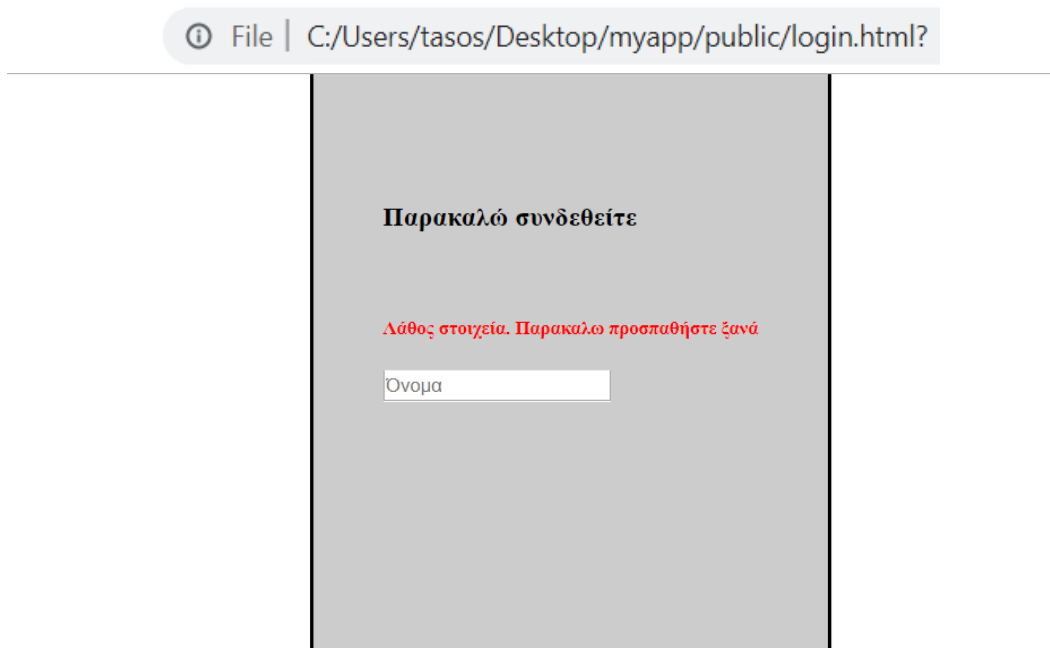 File | C:/Users/tasos/Desktop/myapp/public/login.html?
Παρακαλώ συνδεθείτε
Λάθος στοιχεία. Παρακαλω προσπαθήστε ξανά
Όνομα